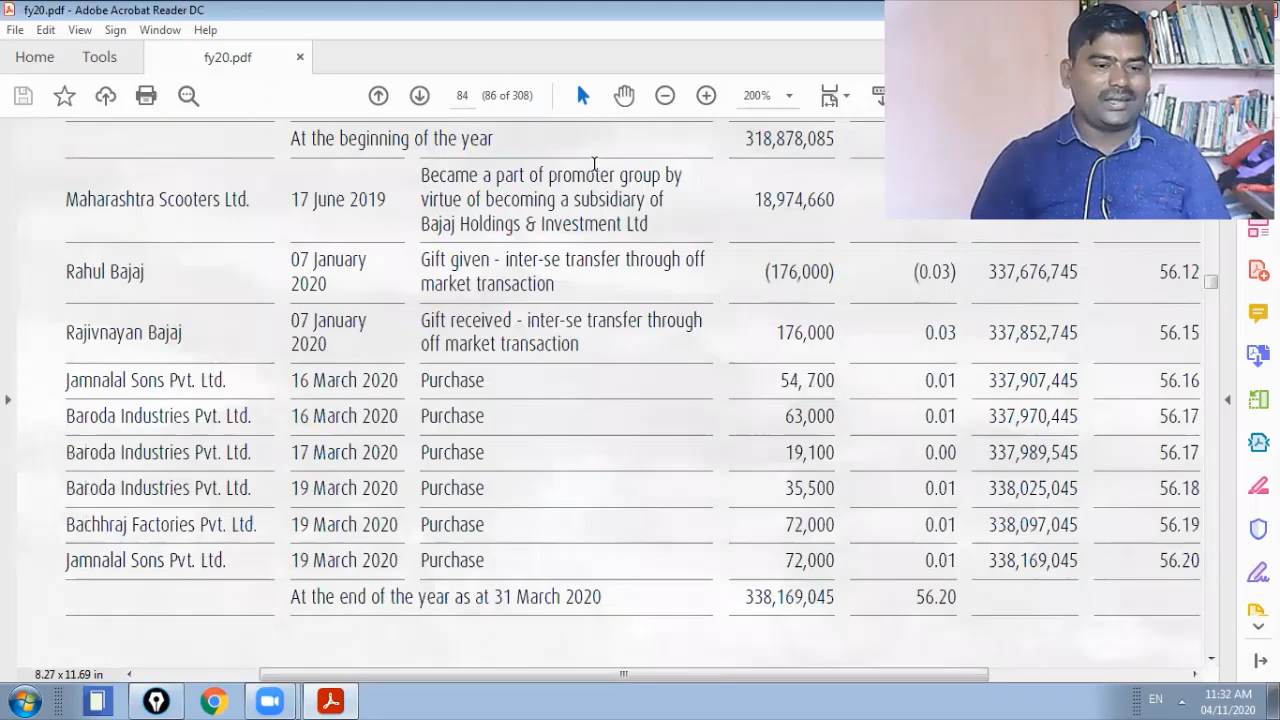 fy20.pdf - Adobe Acrobat Reader DC
File Edit View Sign Window Help
Home Tools fy20.pdf ×
84 (86 of 308) 200%
At the beginning of the year 318,878,085
Became a part of promoter group by
Maharashtra Scooters Ltd. 17 June 2019 virtue of becoming a subsidiary of 18,974,660
Bajaj Holdings & Investment Ltd
07 January Gift given - inter-se transfer through off
Rahul Bajaj (176,000) (0.03) 337,676,745 56.12
2020 market transaction
07 January Gift received - inter-se transfer through
Rajivnayan Bajaj 176,000 0.03 337,852,745 56.15
2020 off market transaction
Jamnalal Sons Pvt. Ltd. 16 March 2020 Purchase 54, 700 0.01 337,907,445 56.16
Baroda Industries Pvt. Ltd. 16 March 2020 Purchase 63,000 0.01 337,970,445 56.17
Baroda Industries Pvt. Ltd. 17 March 2020 Purchase 19,100 0.00 337,989,545 56.17
Baroda Industries Pvt. Ltd. 19 March 2020 Purchase 35,500 0.01 338,025,045 56.18
Bachhraj Factories Pvt. Ltd. 19 March 2020 Purchase 72,000 0.01 338,097,045 56.19
Jamnalal Sons Pvt. Ltd. 19 March 2020 Purchase 72,000 0.01 338,169,045 56.20
At the end of the year as at 31 March 2020 338,169,045 56.20
8.27 x 11.69 in
EN 11:32 AM
04/11/2020